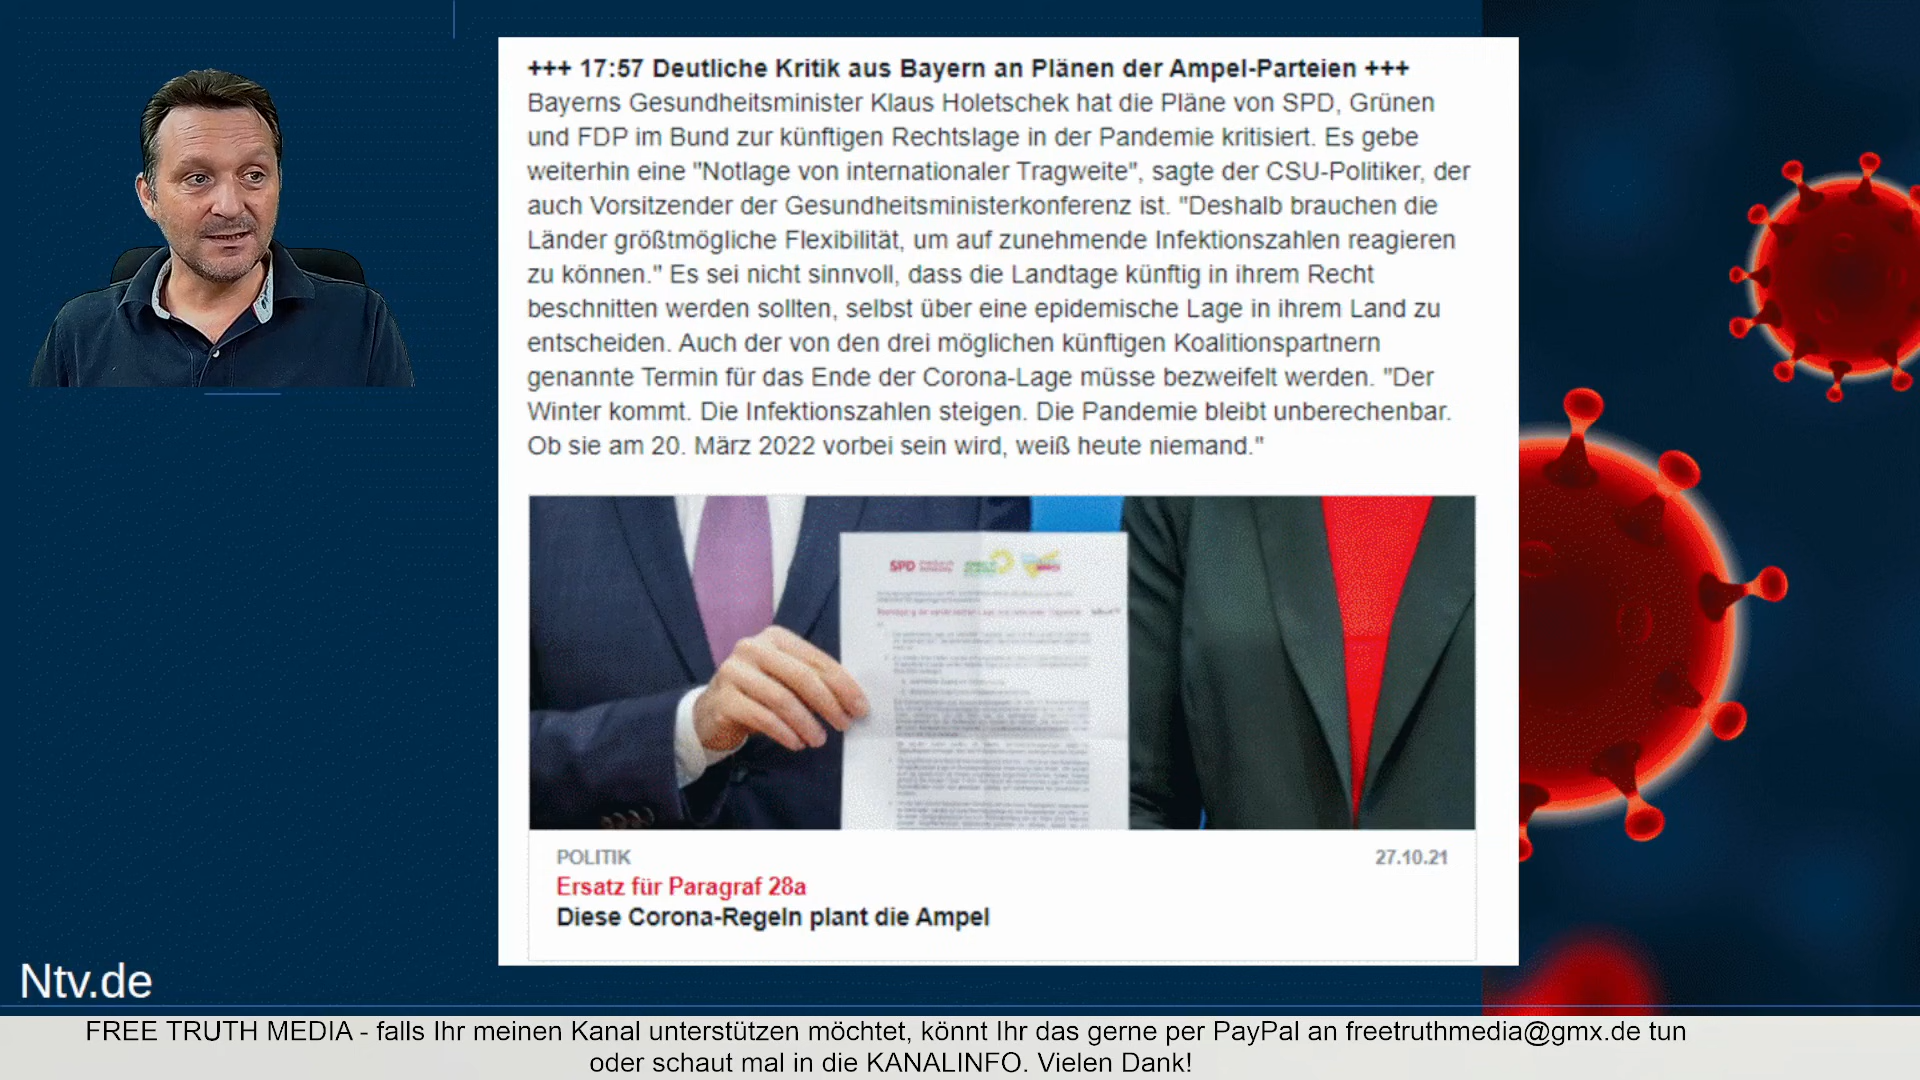 +++ 17:57 Deutliche Kritik aus Bayern an Plänen der Ampel-Parteien +++
Bayerns Gesundheitsminister Klaus Holetschek hat die Pläne von SPD, Grünen
und FDP im Bund zur künftigen Rechtslage in der Pandemie kritisiert. Es gebe
weiterhin eine "Notlage von internationaler Tragweite", sagte der CSU-Politiker, der
auch Vorsitzender der Gesundheitsministerkonferenz ist. "Deshalb brauchen die
Länder größtmögliche Flexibilität, um auf zunehmende Infektionszahlen reagieren
zu können." Es sei nicht sinnvoll, dass die Landtage künftig in ihrem Recht
beschnitten werden sollten, selbst über eine epidemische Lage in ihrem Land zu
entscheiden. Auch der von den drei möglichen künftigen Koalitionspartnern
genannte Termin für das Ende der Corona-Lage müsse bezweifelt werden. "Der
Winter kommt. Die Infektionszahlen steigen. Die Pandemie bleibt unberechenbar.
Ob sie am 20. März 2022 vorbei sein wird, weiß heute niemand."
SPD
POLITIK 27.10.21
Ersatz für Paragraf 28a
Diese Corona-Regeln plant die Ampel
Ntv.de
FREE TRUTH MEDIA - falls Ihr meinen Kanal unterstützen möchtet, könnt Ihr das gerne per PayPal an freetruthmedia@gmx.de tun
oder schaut mal in die KANALINFO. Vielen Dank!